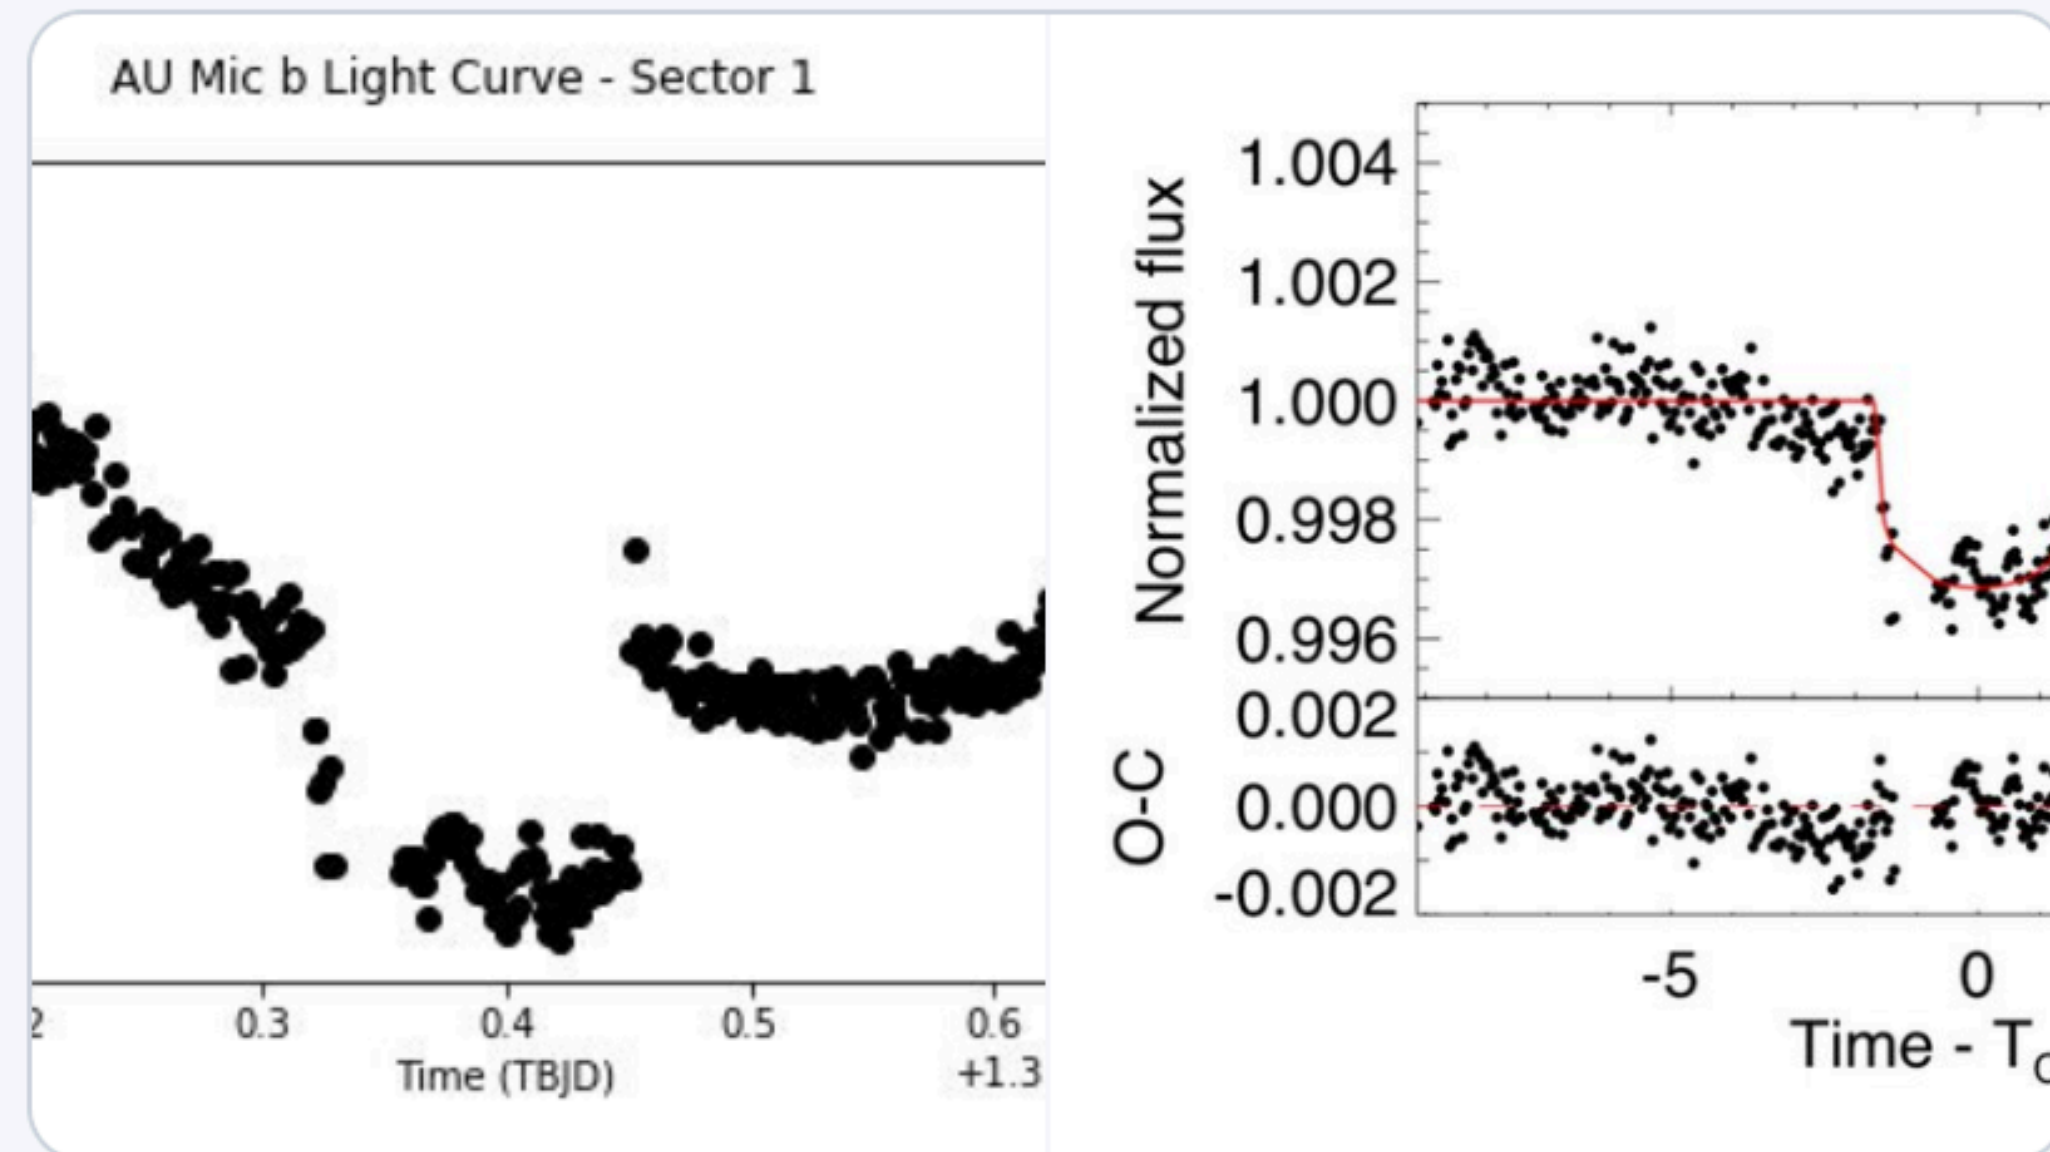 AU Mic b Light Curve - Sector 1
2 0.3 0.4 0.5 0.6
Time (TBJD)
+1.3
Normalized flux
1.004
1.002
1.000
0.998
0.996
O-C
0.002
0.000
-0.002
-5 0
Time - T